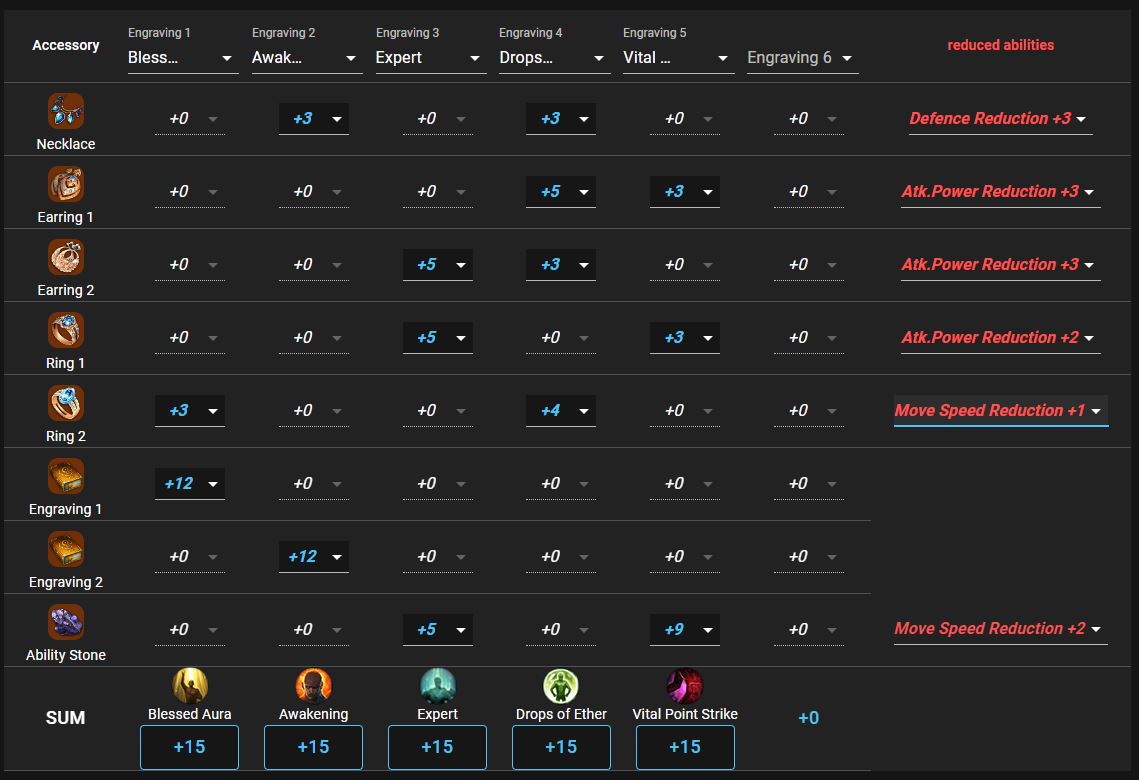 Accessory
Engraving 1 Engraving 2 Engraving 3 Engraving 4 Engraving 5
Bless... Awak... Expert Drops... Vital ... Engraving 6
reduced abilities
+0 +3 +0 +3 +0 +0 Defence Reduction +3
Necklace
+0 +0 +0 +5 +3 +0 Atk.Power Reduction +3
Earring 1
+0 +0 +5 +3 +0 +0 Atk.Power Reduction +3
Earring 2
+0 +0 +5 +0 +3 +0 Atk.Power Reduction +2
Ring 1
+3 +0 +0 +4 +0 +0 Move Speed Reduction +1
Ring 2
+12 +0 +0 +0 +0 +0
Engraving 1
+0 +12 +0 +0 +0 +0
Engraving 2
+0 +0 +5 +0 +9 +0 Move Speed Reduction +2
Ability Stone
SUM
Blessed Aura Awakening Expert Drops of Ether Vital Point Strike +0
+15 +15 +15 +15 +15